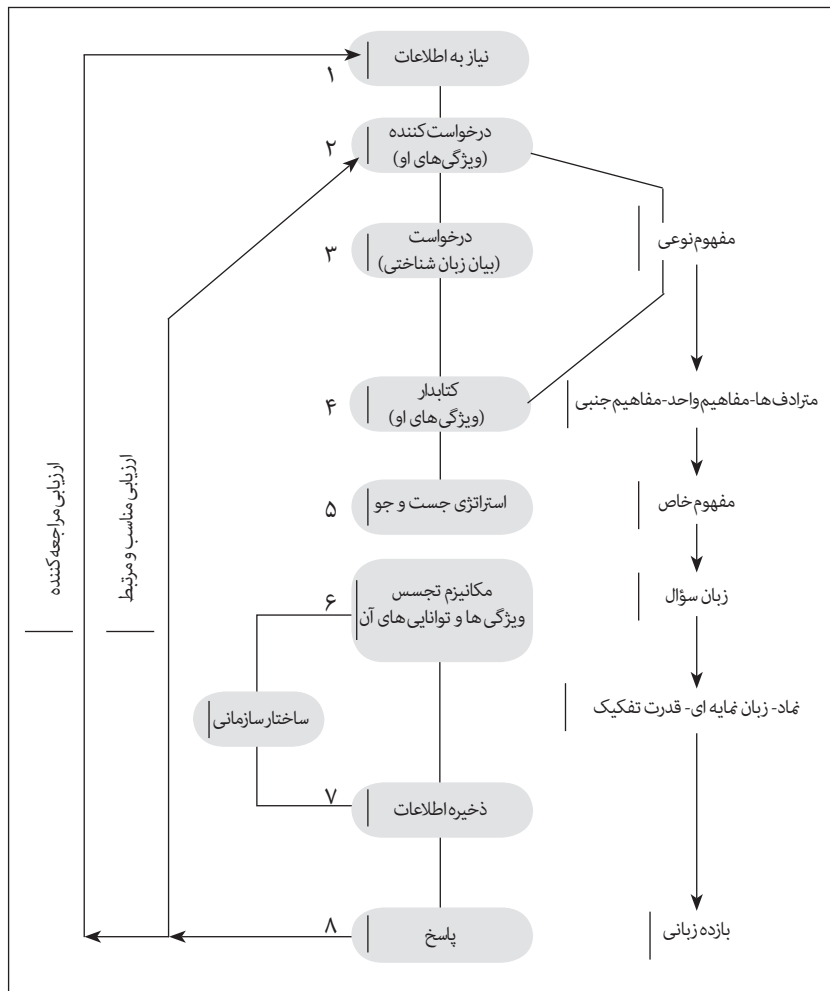 نیاز به اطلاعات
۱
درخواست‌کننده
(ویژگی‌های او)
۲
درخواست
(بیان زبان شناختی)
۳
مفهوم نوعی
کتابدار
(ویژگی‌های او)
۴
مترادف‌ها-مفاهیم واحد-مفاهیم جنبی
استراتژی جست و جو
۵
مفهوم خاص
مکانیزم تجسس
ویژگی ها و توانایی‌های آن
۶
زبان سؤال
ساختار سازمانی
نماد- زبان نمایه ای- قدرت تفکیک
ذخیره اطلاعات
۷
پاسخ
۸
بازده زبانی
ارزیابی مناسب و مرتبط
ارزیابی مراجعه‌کننده